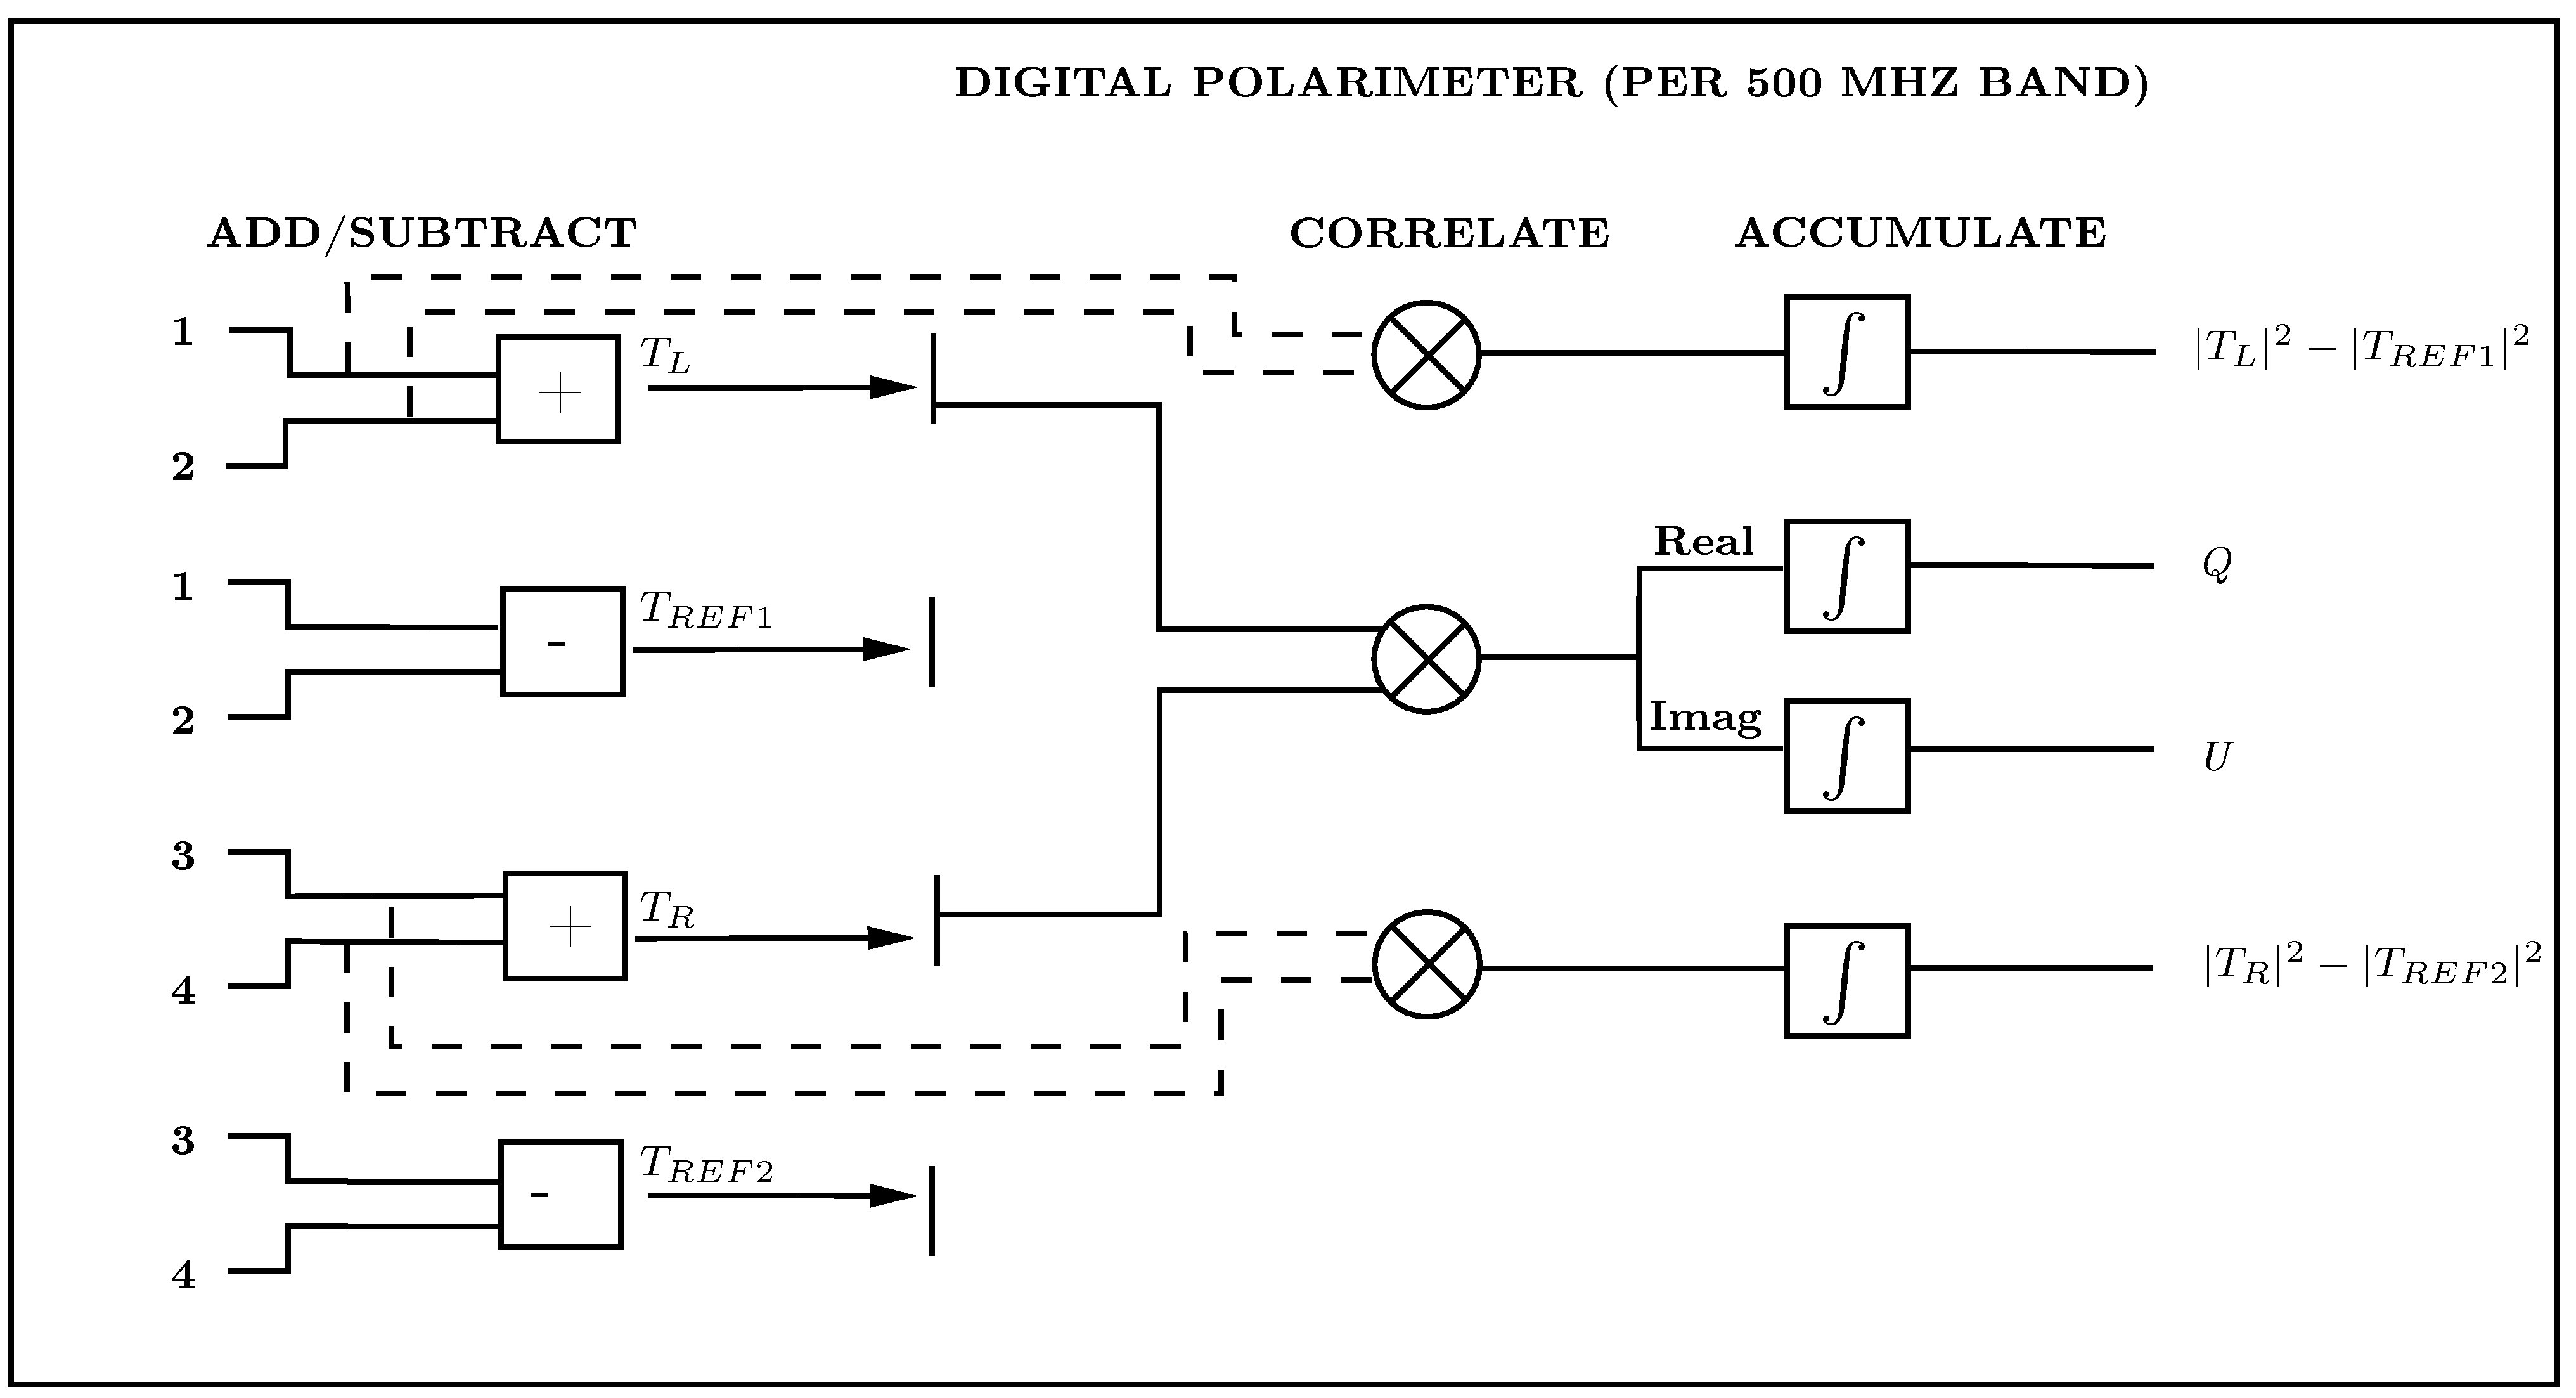 DIGITAL POLARIMETER (PER 500 MHZ BAND)
ADD/SUBTRACT
CORRELATE
ACCUMULATE
1
+
T_L
∫
|T_L|² − |T_{REF1}|²
2
Real
∫
Q
1
-
T_{REF1}
2
Imag
∫
U
3
+
T_R
∫
|T_R|² − |T_{REF2}|²
4
3
-
T_{REF2}
4